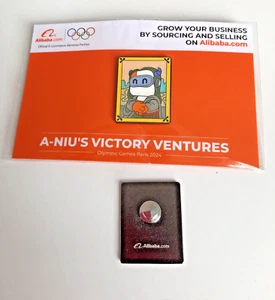 Alibaba.com
Official E-commerce Services Partner
GROW YOUR BUSINESS
BY SOURCING AND SELLING
ON Alibaba.com
A-NIU'S VICTORY VENTURES
Olympic Games Paris 2024
Alibaba.com